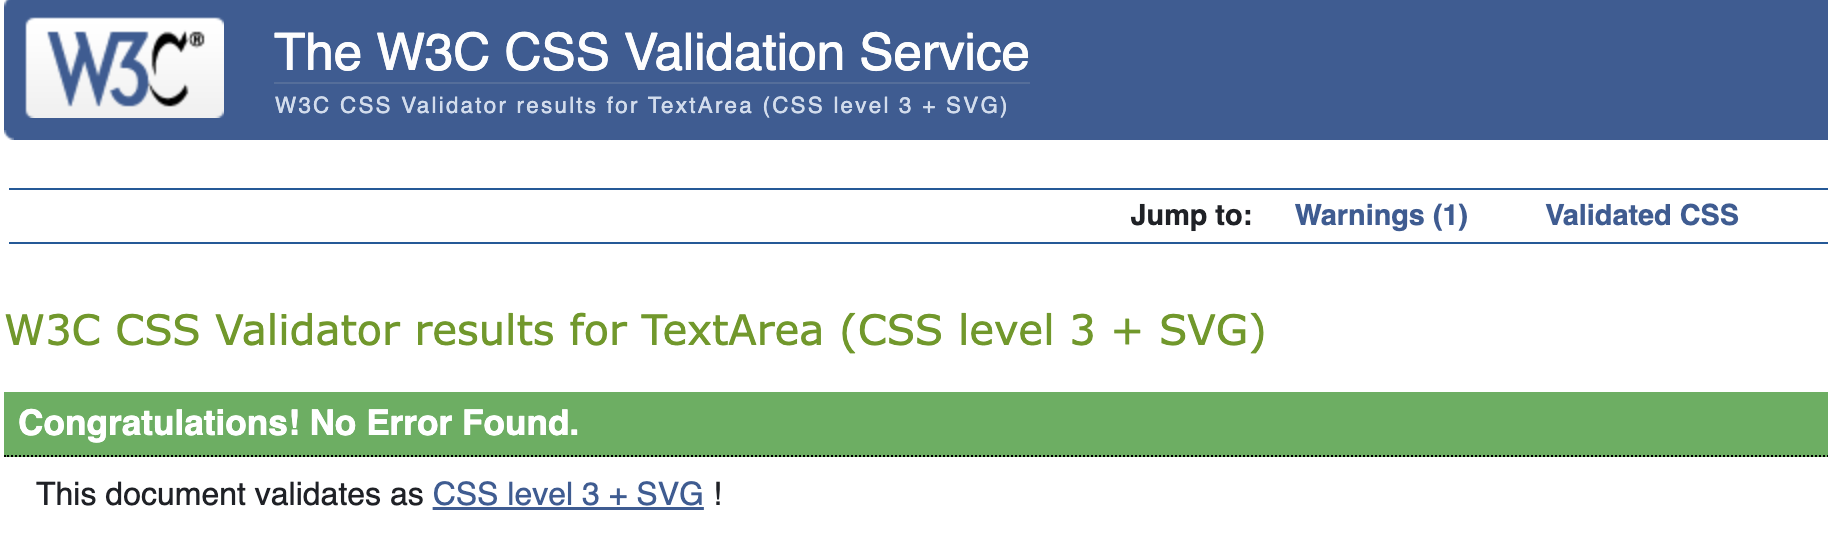 W3C®
The W3C CSS Validation Service
W3C CSS Validator results for TextArea (CSS level 3 + SVG)
Jump to: Warnings (1) Validated CSS
W3C CSS Validator results for TextArea (CSS level 3 + SVG)
Congratulations! No Error Found.
This document validates as CSS level 3 + SVG !